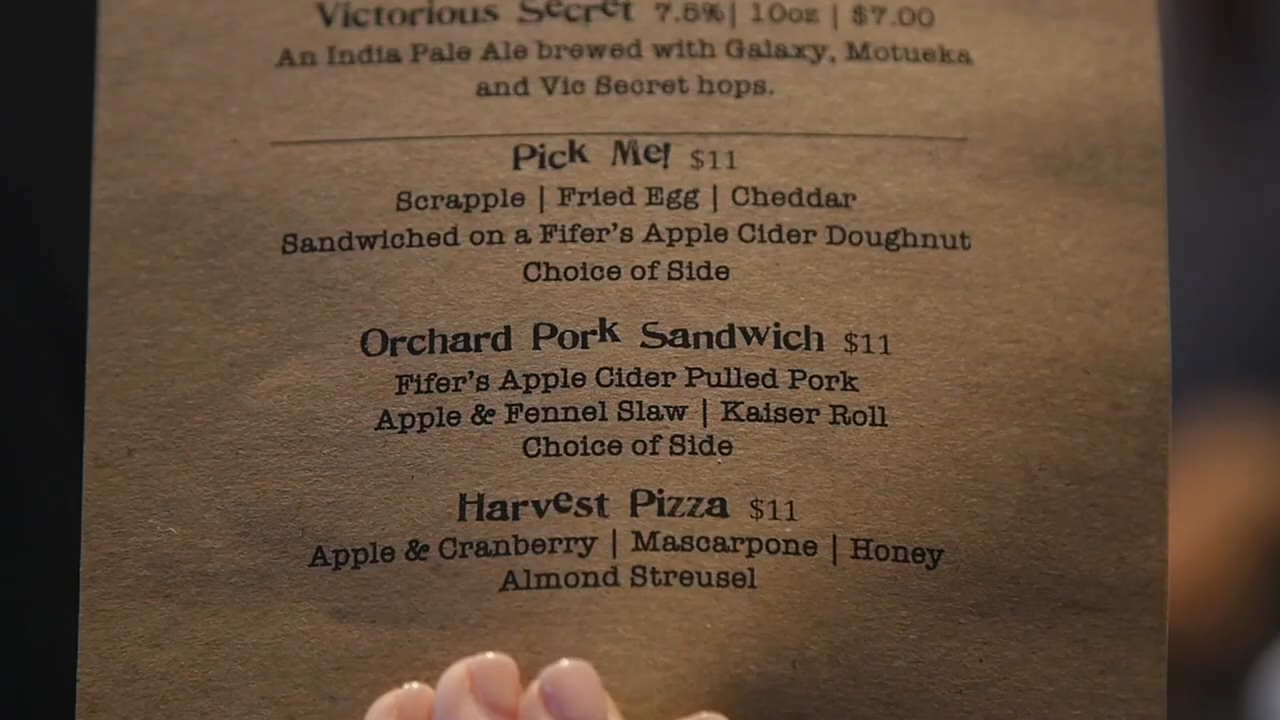 Victorious Secret 7.5%| 10oz | $7.00
An India Pale Ale brewed with Galaxy, Motueka
and Vic Secret hops.
Pick Me! $11
Scrapple | Fried Egg | Cheddar
Sandwiched on a Fifer's Apple Cider Doughnut
Choice of Side
Orchard Pork Sandwich $11
Fifer's Apple Cider Pulled Pork
Apple & Fennel Slaw | Kaiser Roll
Choice of Side
Harvest Pizza $11
Apple & Cranberry | Mascarpone | Honey
Almond Streusel